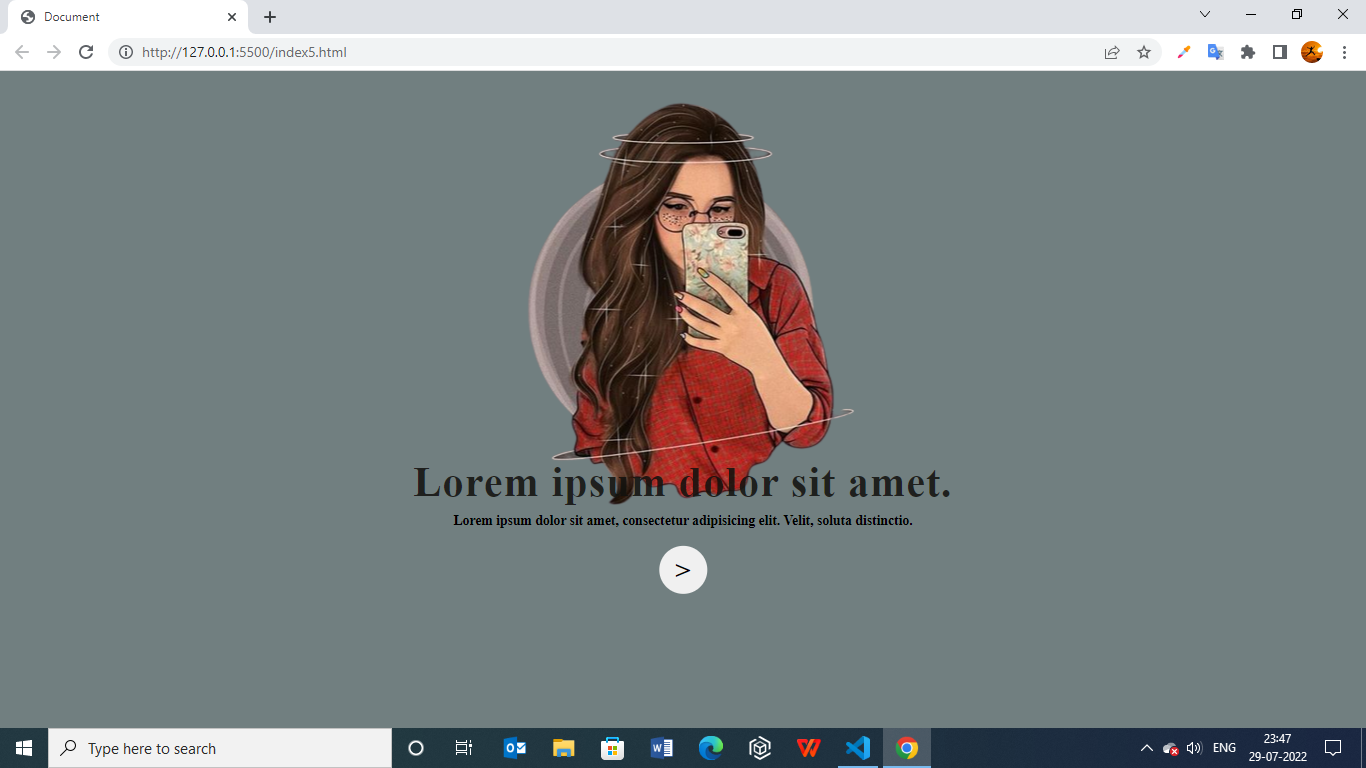 Document
http://127.0.0.1:5500/index5.html
Lorem ipsum dolor sit amet.
Lorem ipsum dolor sit amet, consectetur adipisicing elit. Velit, soluta distinctio.
>
Type here to search
ENG
23:47
29-07-2022